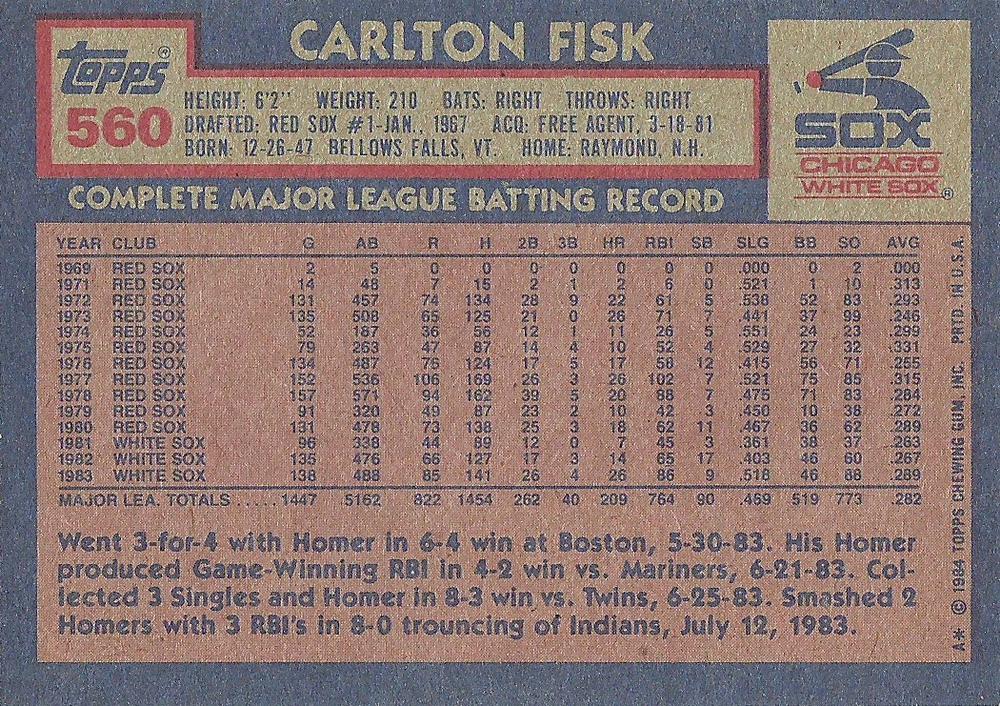 CARLTON FISK
Topps®
560
HEIGHT: 6'2" WEIGHT: 210 BATS: RIGHT THROWS: RIGHT
DRAFTED: RED SOX #1-JAN., 1967 ACQ: FREE AGENT, 3-18-81
BORN: 12-26-47 BELLOWS FALLS, VT. HOME: RAYMOND, N.H.
SOX
CHICAGO
WHITE SOX®
COMPLETE MAJOR LEAGUE BATTING RECORD
YEAR CLUB G AB R H 2B 3B HR RBI SB SLG BB SO AVG
1969 RED SOX 2 5 0 0 0 0 0 0 0 .000 0 2 .000
1971 RED SOX 14 48 7 15 2 1 2 6 0 .521 1 10 .313
1972 RED SOX 131 457 74 134 28 9 22 61 5 .538 52 83 .293
1973 RED SOX 135 508 65 125 21 0 26 71 7 .441 37 99 .246
1974 RED SOX 52 187 36 56 12 1 11 26 5 .551 24 23 .299
1975 RED SOX 79 263 47 87 14 4 10 52 4 .529 27 32 .331
1976 RED SOX 134 487 76 124 17 5 17 58 12 .415 56 71 .255
1977 RED SOX 152 536 106 169 26 3 26 102 7 .521 75 85 .315
1978 RED SOX 157 571 94 162 39 5 20 88 7 .475 71 83 .284
1979 RED SOX 91 320 49 87 23 2 10 42 3 .450 10 38 .272
1980 RED SOX 131 478 73 138 25 3 18 62 11 .467 36 62 .289
1981 WHITE SOX 96 338 44 89 12 0 7 45 3 .361 38 37 .263
1982 WHITE SOX 135 476 66 127 17 3 14 65 17 .403 46 60 .267
1983 WHITE SOX 138 488 85 141 26 4 26 86 9 .518 46 88 .289
MAJOR LEA. TOTALS ..... 1447 5162 822 1454 262 40 209 764 90 .469 519 773 .282
Went 3-for-4 with Homer in 6-4 win at Boston, 5-30-83. His Homer
produced Game-Winning RBI in 4-2 win vs. Mariners, 6-21-83. Col-
lected 3 Singles and Homer in 8-3 win vs. Twins, 6-25-83. Smashed 2
Homers with 3 RBI's in 8-0 trouncing of Indians, July 12, 1983.
A* © 1984 TOPPS CHEWING GUM, INC. PRTD. IN U.S.A.